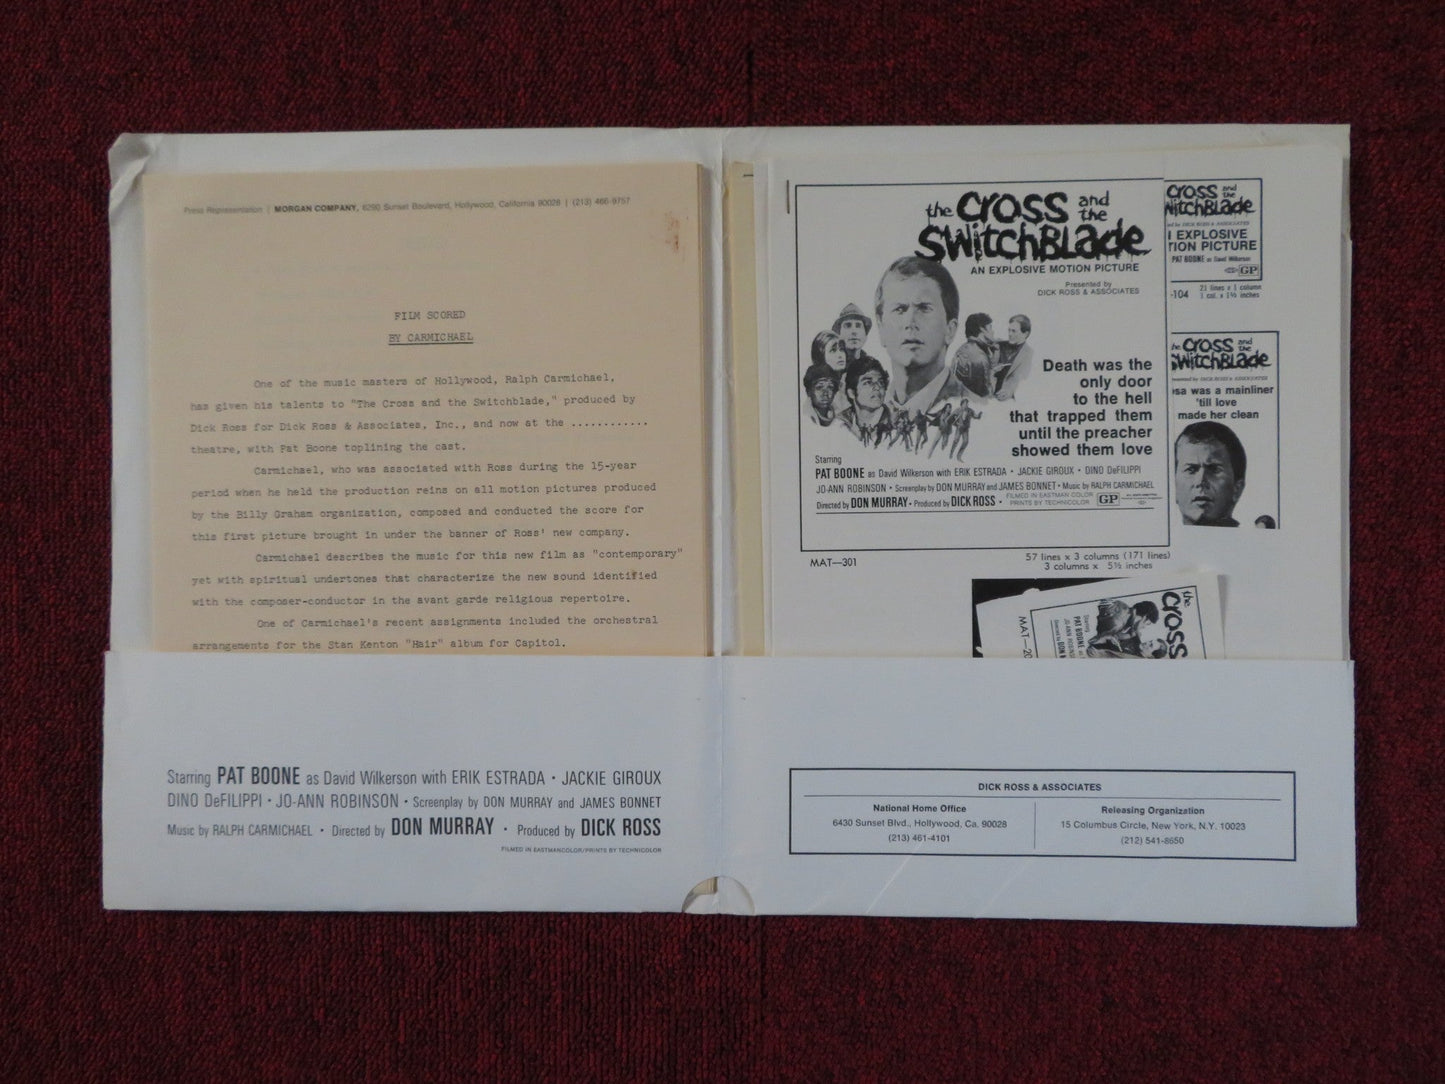 Press Representation | MORGAN COMPANY, 6290 Sunset Boulevard, Hollywood, California 90028 | (213) 466-9757
FILM SCORED
BY CARMICHAEL
One of the music masters of Hollywood, Ralph Carmichael,
has given his talents to "The Cross and the Switchblade," produced by
Dick Ross for Dick Ross & Associates, Inc., and now at the ............
theatre, with Pat Boone toplining the cast.
Carmichael, who was associated with Ross during the 15-year
period when he held the production reins on all motion pictures produced
by the Billy Graham organization, composed and conducted the score for
this first picture brought in under the banner of Ross' new company.
Carmichael describes the music for this new film as "contemporary"
yet with spiritual undertones that characterize the new sound identified
with the composer-conductor in the avant garde religious repertoire.
One of Carmichael's recent assignments included the orchestral
arrangements for the Stan Kenton "Hair" album for Capitol.
Starring PAT BOONE as David Wilkerson with ERIK ESTRADA • JACKIE GIROUX
DINO DeFILIPPI • JO-ANN ROBINSON • Screenplay by DON MURRAY and JAMES BONNET
Music by RALPH CARMICHAEL • Directed by DON MURRAY • Produced by DICK ROSS
FILMED IN EASTMANCOLOR/PRINTS BY TECHNICOLOR
the CROSS and the
SWitCHBLAde
AN EXPLOSIVE MOTION PICTURE
Presented by
DICK ROSS & ASSOCIATES
Death was the
only door
to the hell
that trapped them
until the preacher
showed them love
Starring
PAT BOONE as David Wilkerson with ERIK ESTRADA • JACKIE GIROUX • DINO DeFILIPPI
JO-ANN ROBINSON • Screenplay by DON MURRAY and JAMES BONNET • Music by RALPH CARMICHAEL
Directed by DON MURRAY • Produced by DICK ROSS • FILMED IN EASTMAN COLOR PRINTS BY TECHNICOLOR GP
MAT—301
57 lines x 3 columns (171 lines)
3 columns x 5½ inches
CROSS and the
WitCHBLAde
EXPLOSIVE
TION PICTURE
PAT BOONE as David Wilkerson
GP
-104
21 lines x 1 column
1 col. x 1½ inches
CROSS and the
SWitCHBLAde
presented by DICK ROSS & ASSOCIATES
sa was a mainliner
'till love
made her clean
the
CROSS
Starring
PAT BOONE
JO-ANN ROBINS
DON M
MAT—20
DICK ROSS & ASSOCIATES
National Home Office
6430 Sunset Blvd., Hollywood, Ca. 90028
(213) 461-4101
Releasing Organization
15 Columbus Circle, New York, N.Y. 10023
(212) 541-8650